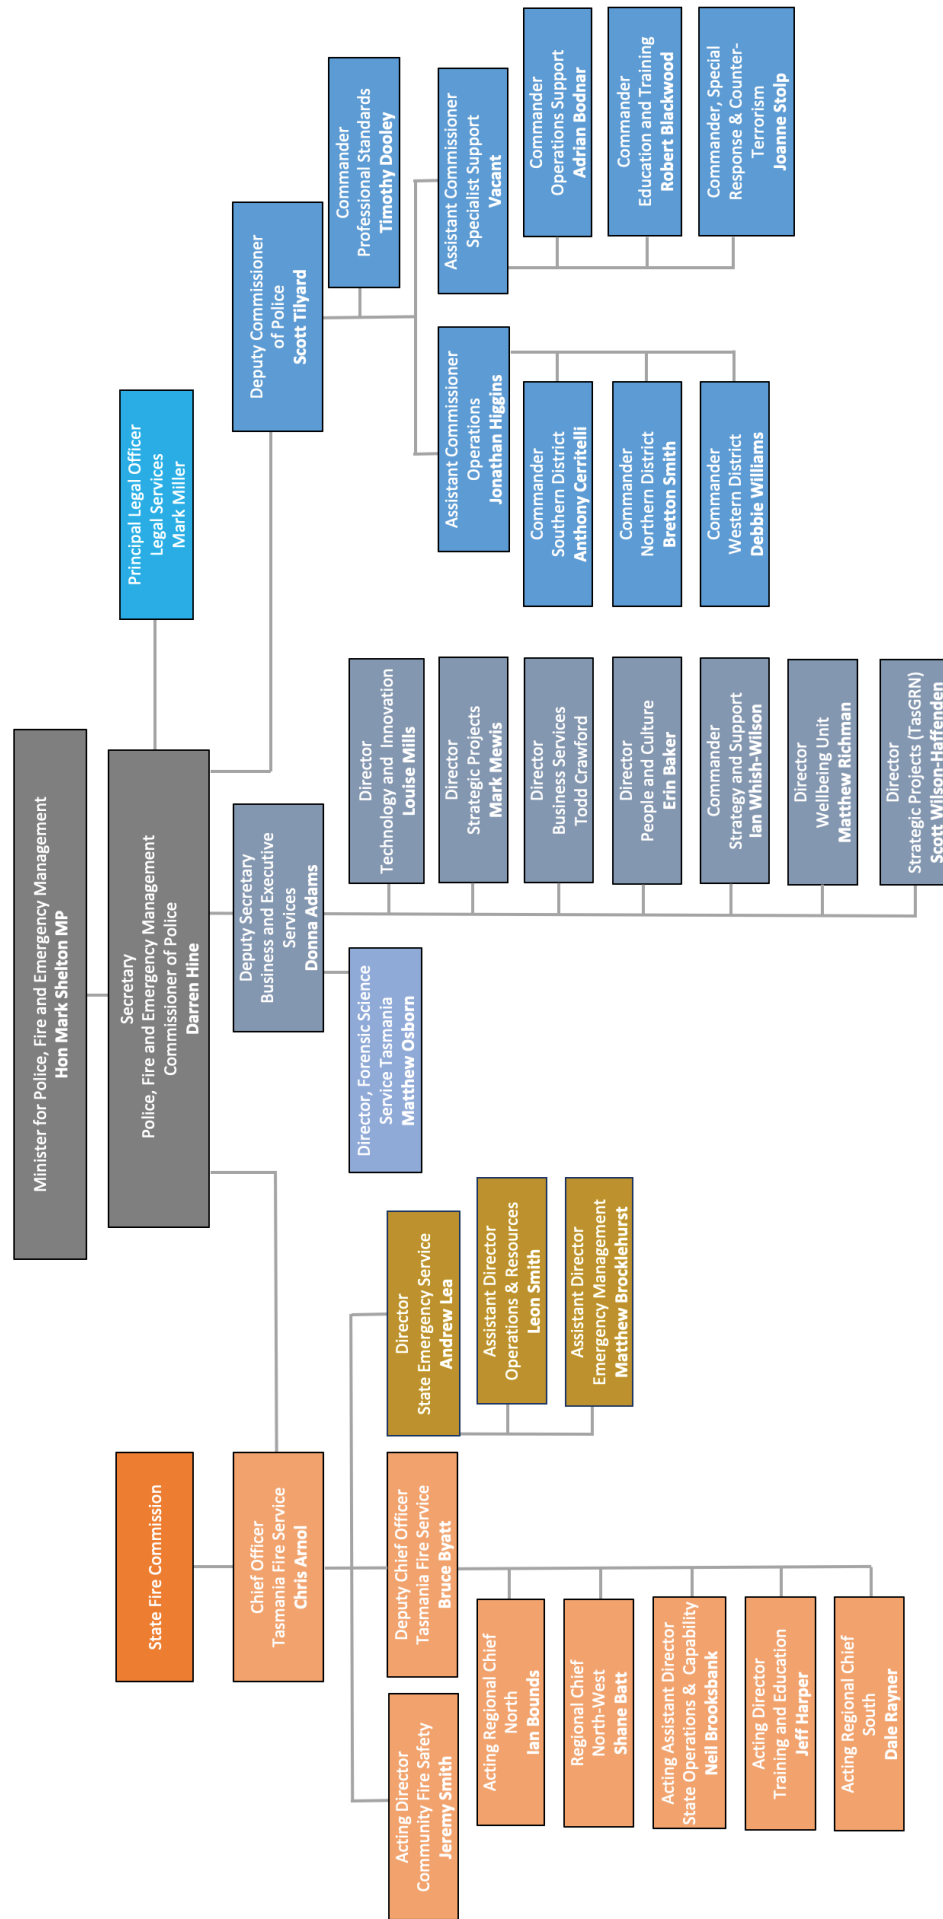 Minister for Police, Fire and Emergency Management
Hon Mark Shelton MP
State Fire Commission
Secretary
Police, Fire and Emergency Management
Commissioner of Police
Darren Hine
Principal Legal Officer
Legal Services
Mark Miller
Chief Officer
Tasmania Fire Service
Chris Arnol
Deputy Secretary
Business and Executive
Services
Donna Adams
Deputy Commissioner
of Police
Scott Tilyard
Commander
Professional Standards
Timothy Dooley
Acting Director
Community Fire Safety
Jeremy Smith
Deputy Chief Officer
Tasmania Fire Service
Bruce Byatt
Acting Regional Chief
North
Ian Bounds
Regional Chief
North-West
Shane Batt
Acting Assistant Director
State Operations & Capability
Neil Brooksbank
Acting Director
Training and Education
Jeff Harper
Acting Regional Chief
South
Dale Rayner
Director
State Emergency Service
Andrew Lea
Assistant Director
Operations & Resources
Leon Smith
Assistant Director
Emergency Management
Matthew Brocklehurst
Director, Forensic Science
Service Tasmania
Matthew Osborn
Director
Technology and Innovation
Louise Mills
Director
Strategic Projects
Mark Mewis
Director
Business Services
Todd Crawford
Director
People and Culture
Erin Baker
Commander
Strategy and Support
Ian Whish-Wilson
Director
Wellbeing Unit
Matthew Richman
Director
Strategic Projects (TasGRN)
Scott Wilson-Haffenden
Assistant Commissioner
Operations
Jonathan Higgins
Commander
Southern District
Anthony Cerritelli
Commander
Northern District
Bretton Smith
Commander
Western District
Debbie Williams
Assistant Commissioner
Specialist Support
Vacant
Commander
Operations Support
Adrian Bodnar
Commander
Education and Training
Robert Blackwood
Commander, Special
Response & Counter-
Terrorism
Joanne Stolp